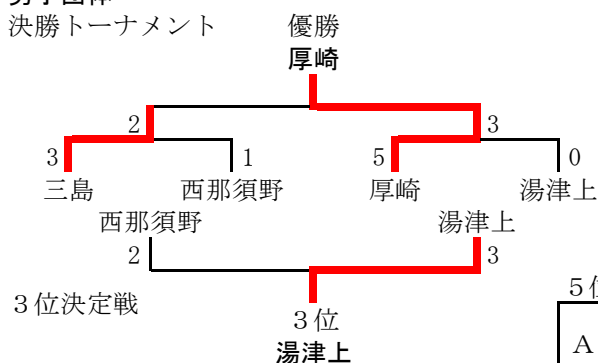 決勝トーナメント 優勝
厚崎
2 3
3 1 5 0
三島 西那須野 厚崎 湯津上
西那須野 湯津上
2 3
3位決定戦 3位
湯津上
A